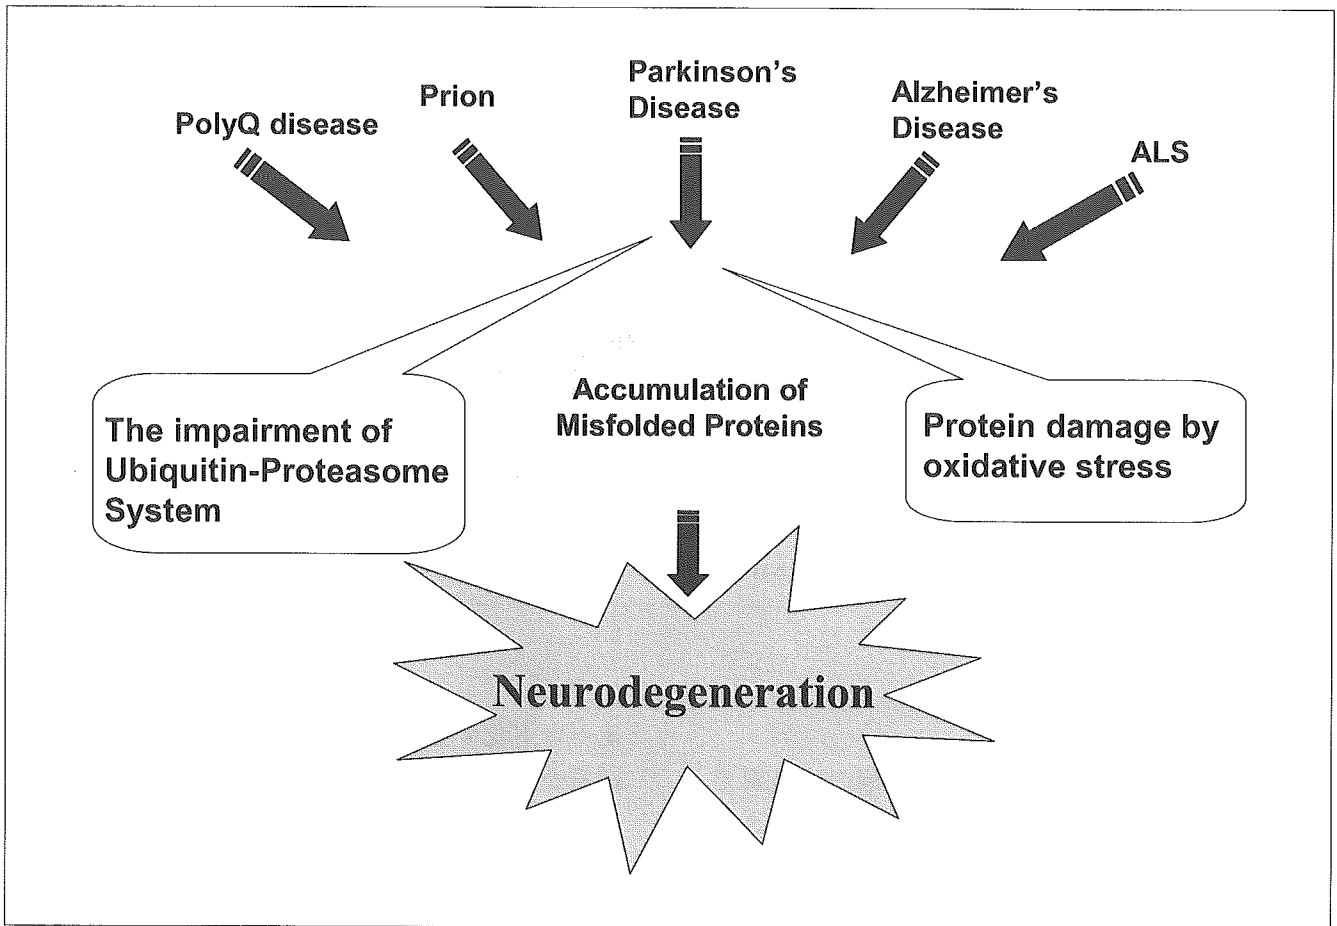 PolyQ disease
Prion
Parkinson's
Disease
Alzheimer's
Disease
ALS
The impairment of
Ubiquitin-Proteasome
System
Accumulation of
Misfolded Proteins
Protein damage by
oxidative stress
Neurodegeneration